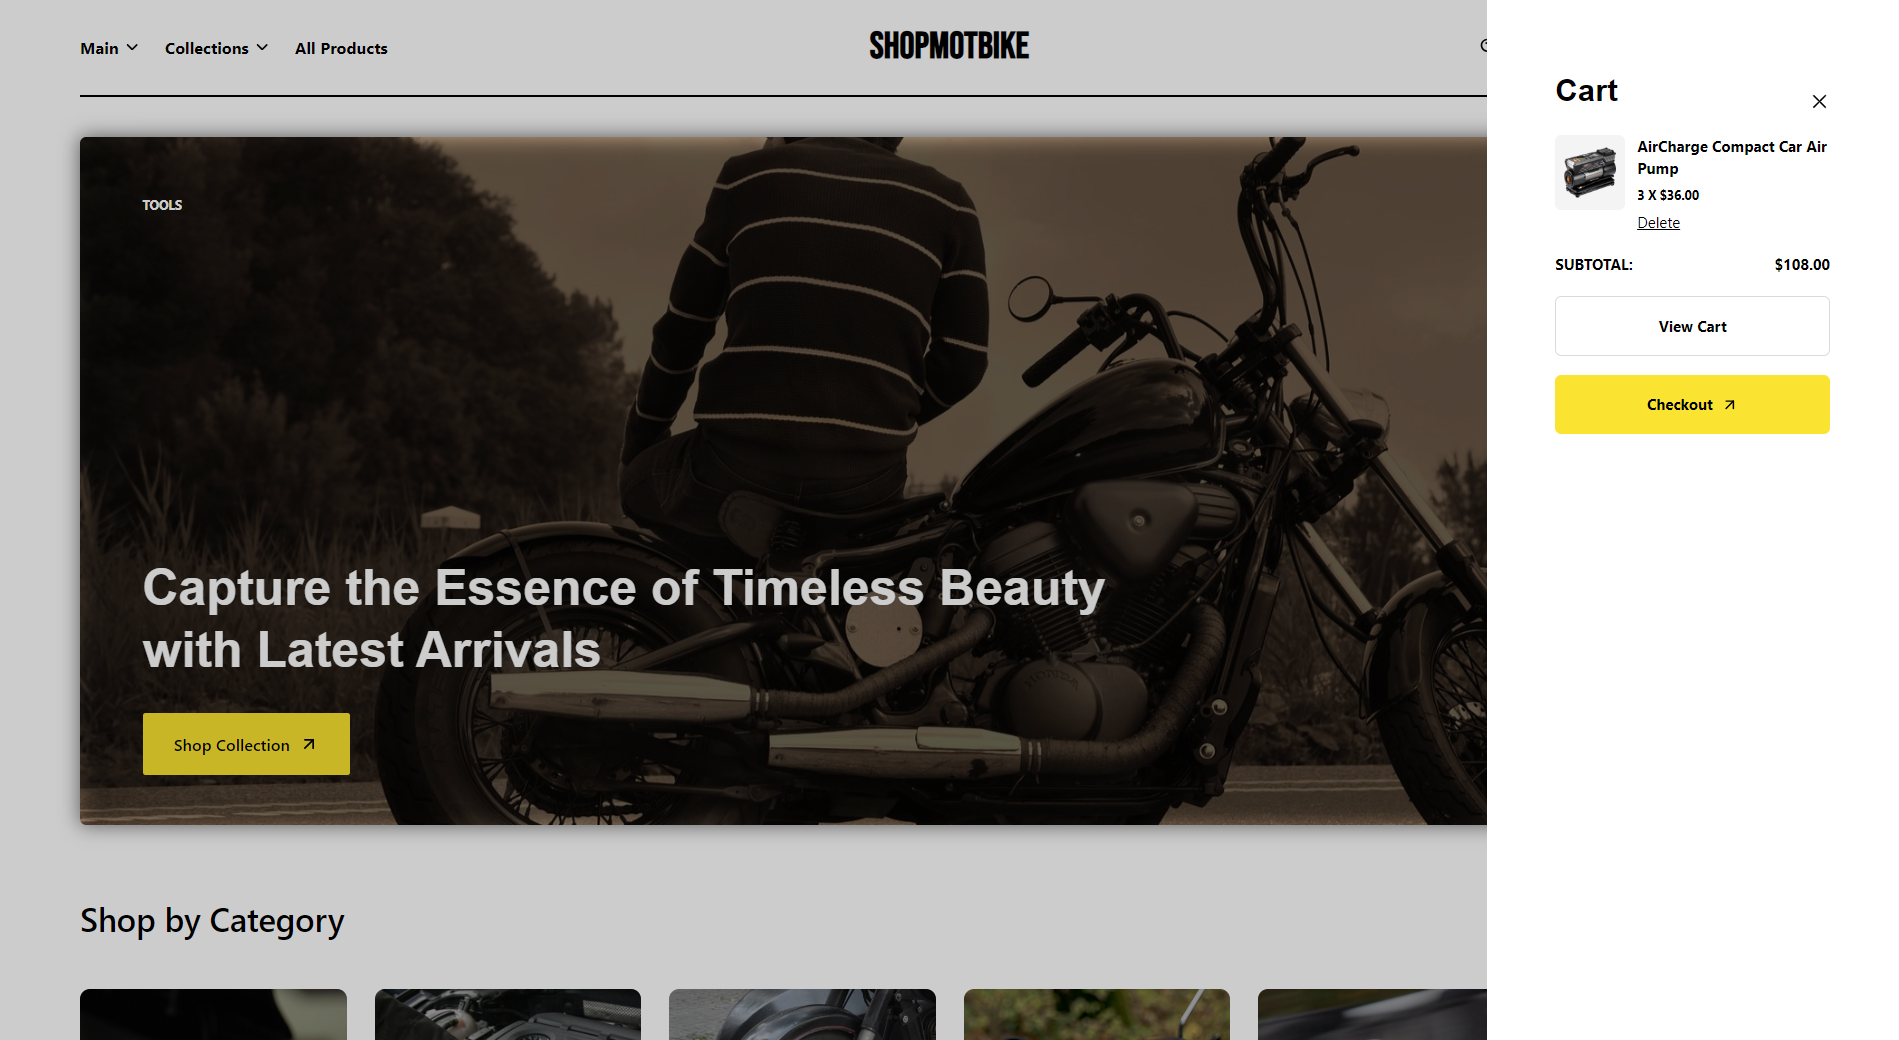 Main
Collections
All Products
SHOPMOTBIKE
TOOLS
Capture the Essence of Timeless Beauty
with Latest Arrivals
Shop Collection
HONDA
Shop by Category
Cart
AirCharge Compact Car Air
Pump
3 X $36.00
Delete
SUBTOTAL: $108.00
View Cart
Checkout